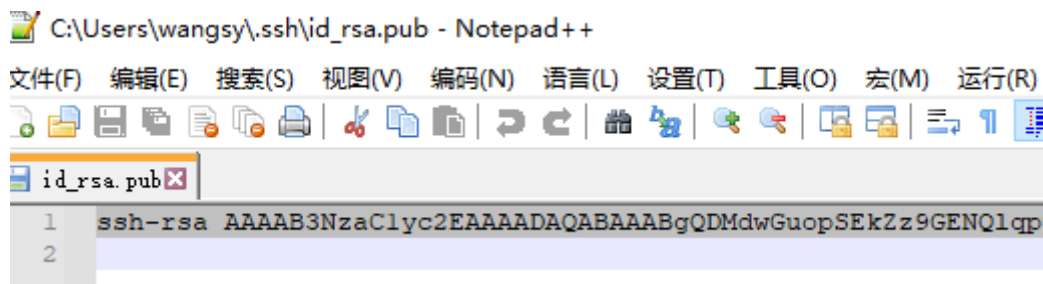 C:\Users\wangsy\.ssh\id_rsa.pub - Notepad++
文件(F) 编辑(E) 搜索(S) 视图(V) 编码(N) 语言(L) 设置(T) 工具(O) 宏(M) 运行(R)
id_rsa.pub
1 ssh-rsa AAAAB3NzaC1yc2EAAAADAQABAAABgQDMdwGuopSEkZz9GENQlqp
2